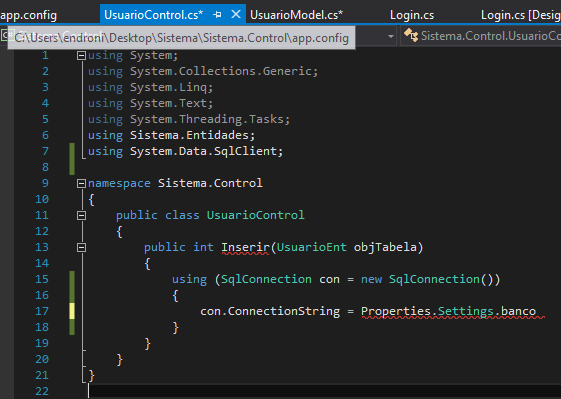 app.config UsuarioControl.cs* UsuarioModel.cs* Login.cs Login.cs [Desig
C:\Users\endrion\Desktop\Sistema\Sistema.Control\app.config Sistema.Control.UsuarioCo
1 using System;
2 using System.Collections.Generic;
3 using System.Linq;
4 using System.Text;
5 using System.Threading.Tasks;
6 using Sistema.Entidades;
7 using System.Data.SqlClient;
8
9 namespace Sistema.Control
10 {
11 public class UsuarioControl
12 {
13 public int Inserir(UsuarioEnt objTabela)
14 {
15 using (SqlConnection con = new SqlConnection())
16 {
17 con.ConnectionString = Properties.Settings.banco
18 }
19 }
20 }
21 }
22